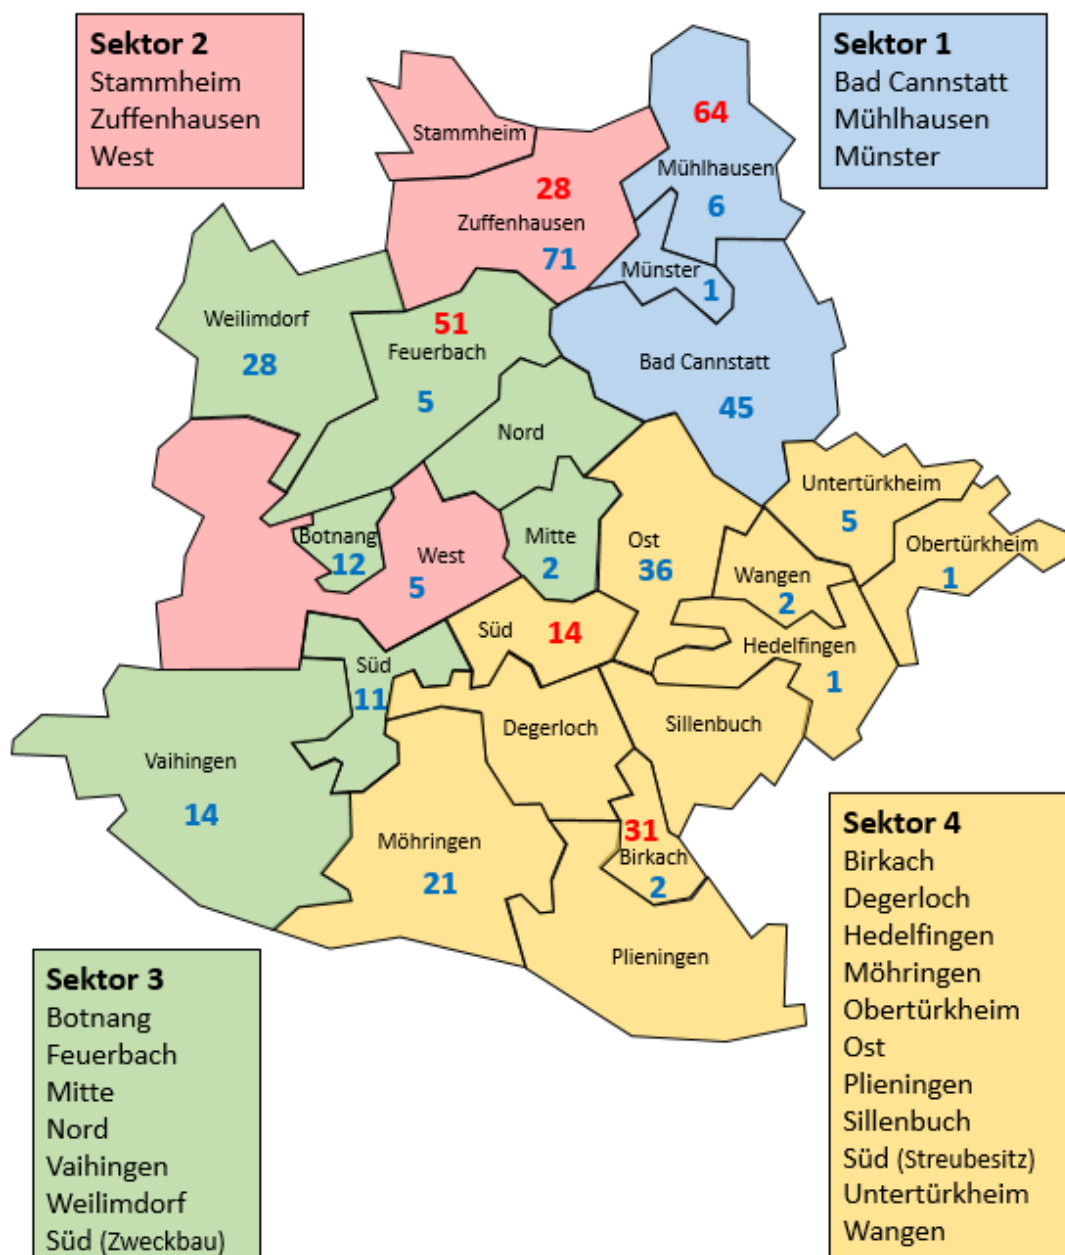 Sektor 2
Stammheim
Zuffenhausen
West
Sektor 1
Bad Cannstatt
Mühlhausen
Münster
Stammheim
64
Mühlhausen
6
28
Zuffenhausen
71
Münster
1
Weilimdorf
28
51
Feuerbach
5
Bad Cannstatt
45
Nord
Untertürkheim
5
Obertürkheim
1
Botnang
12
West
5
Mitte
2
Ost
36
Wangen
2
Süd 14
Hedelfingen
1
Süd
11
Degerloch
Sillenbuch
Vaihingen
14
Möhringen
21
31
Birkach
2
Plieningen
Sektor 3
Botnang
Feuerbach
Mitte
Nord
Vaihingen
Weilimdorf
Süd (Zweckbau)
Sektor 4
Birkach
Degerloch
Hedelfingen
Möhringen
Obertürkheim
Ost
Plieningen
Sillenbuch
Süd (Streubesitz)
Untertürkheim
Wangen